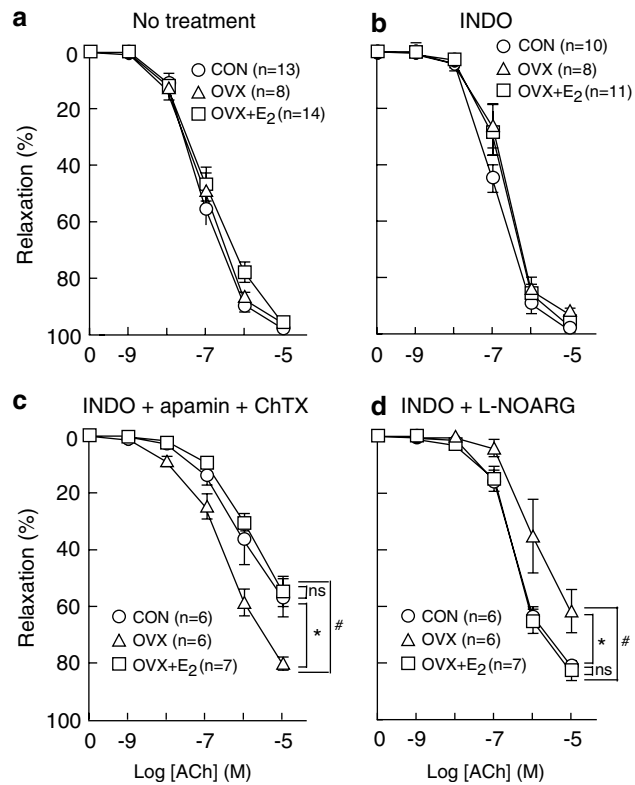 a No treatment
CON (n=13)
OVX (n=8)
OVX+E2(n=14)
Relaxation (%)
0
20
40
60
80
100
0 -9 -7 -5
b INDO
CON (n=10)
OVX (n=8)
OVX+E2(n=11)
0 -9 -7 -5
c INDO + apamin + ChTX
Relaxation (%)
0
20
40
60
80
100
CON (n=6)
OVX (n=6)
OVX+E2(n=7)
ns
*
#
0 -9 -7 -5
Log [ACh] (M)
d INDO + L-NOARG
CON (n=6)
OVX (n=6)
OVX+E2(n=7)
*
ns
#
0 -9 -7 -5
Log [ACh] (M)